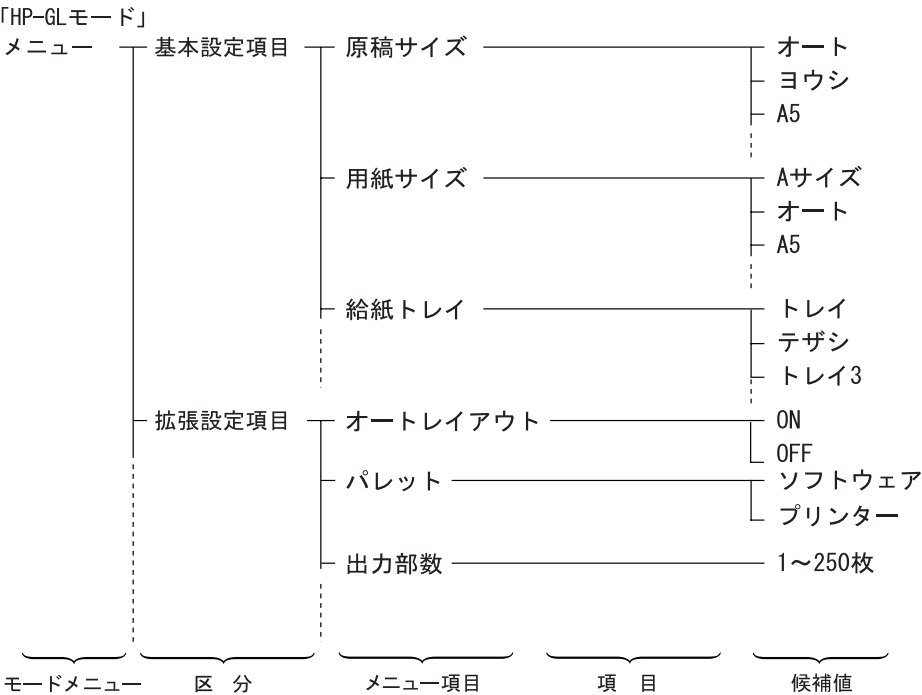 「HP-GLモード」
メニュー 基本設定項目 原稿サイズ オート
ヨウシ
A5
用紙サイズ Aサイズ
オート
A5
給紙トレイ トレイ
テザシ
トレイ3
拡張設定項目 オートレイアウト ON
OFF
パレット ソフトウェア
プリンター
出力部数 1～250枚
モードメニュー 区 分 メニュー項目 項 目 候補値